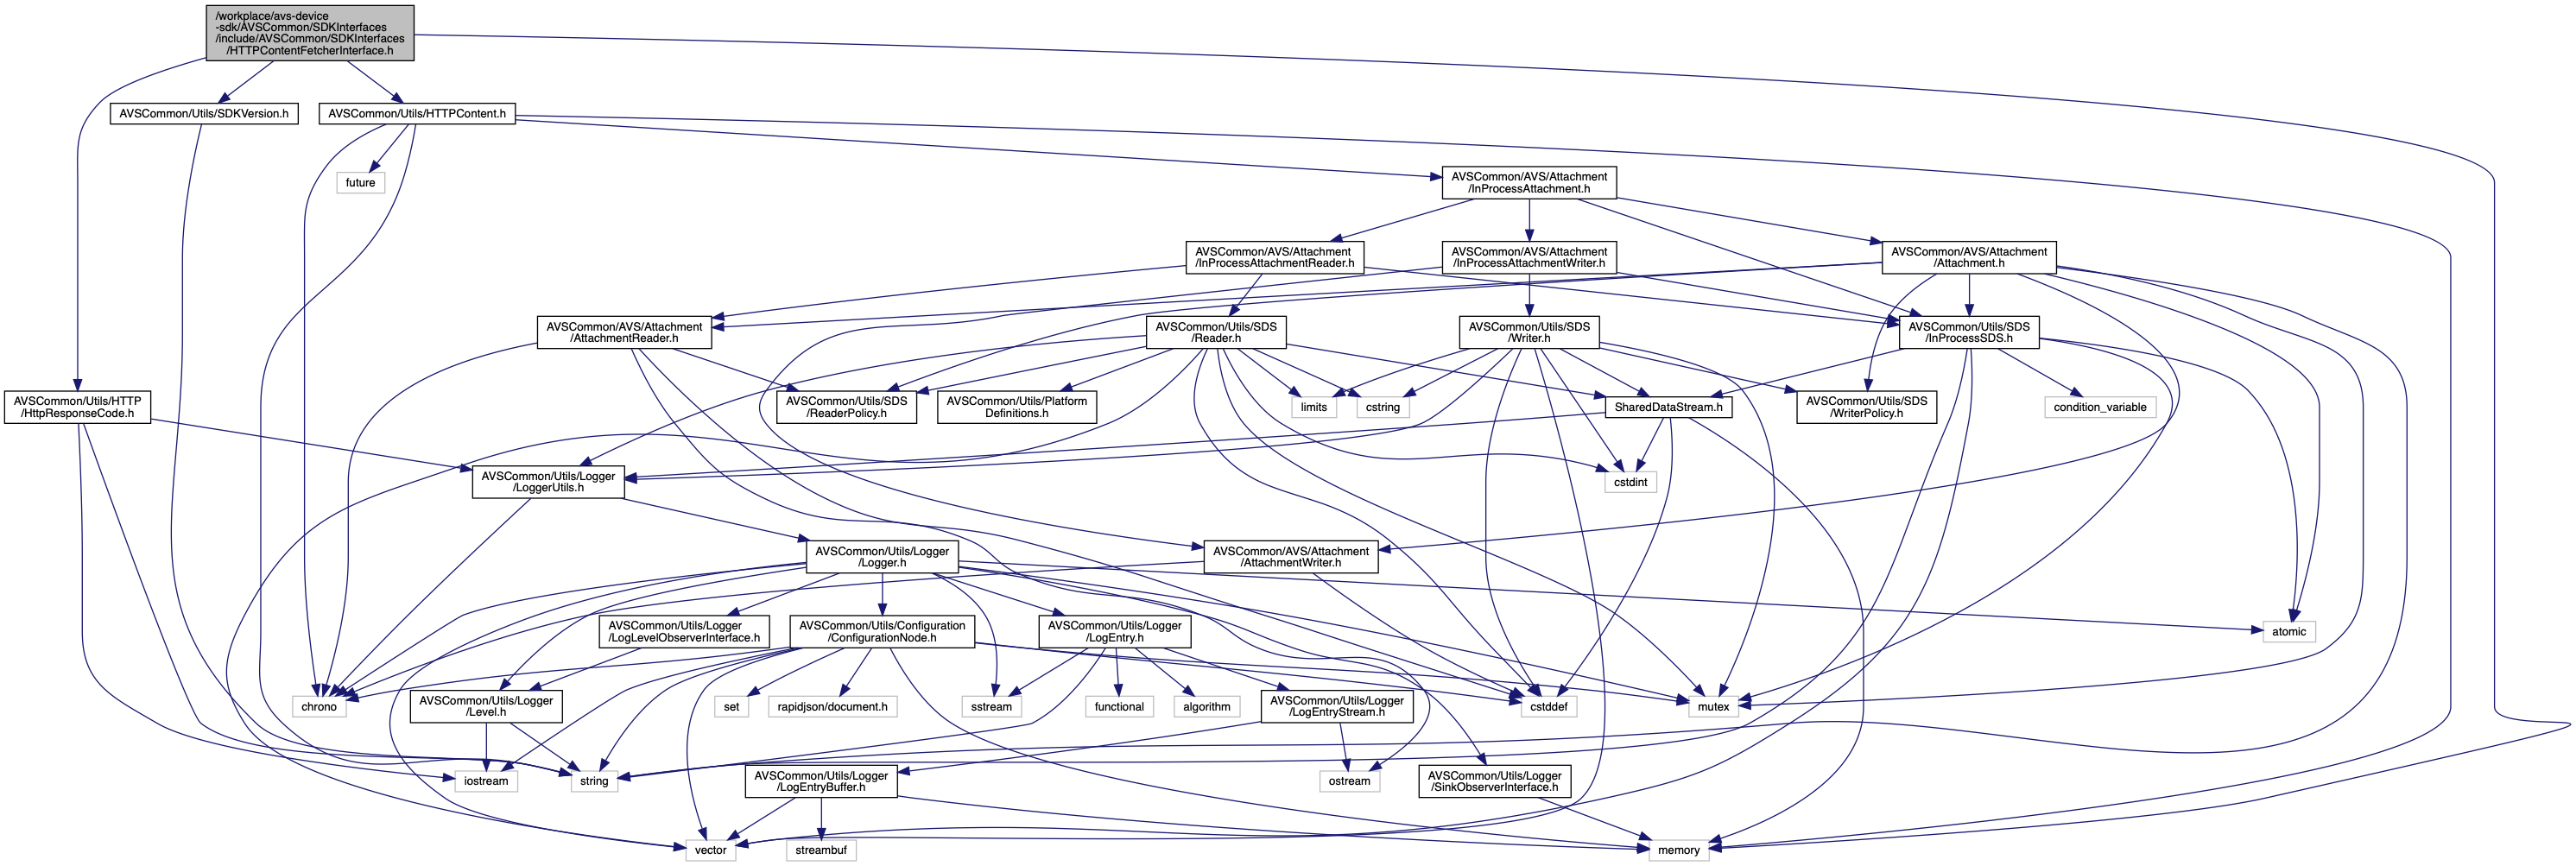 /workplace/avs-device
-sdk/AVSCommon/SDKInterfaces
/include/AVSCommon/SDKInterfaces
/HTTPContentFetcherInterface.h
AVSCommon/Utils/SDKVersion.h
AVSCommon/Utils/HTTPContent.h
future
AVSCommon/AVS/Attachment
/InProcessAttachment.h
AVSCommon/AVS/Attachment
/InProcessAttachmentReader.h
AVSCommon/AVS/Attachment
/InProcessAttachmentWriter.h
AVSCommon/AVS/Attachment
/Attachment.h
AVSCommon/AVS/Attachment
/AttachmentReader.h
AVSCommon/Utils/SDS
/Reader.h
AVSCommon/Utils/SDS
/Writer.h
AVSCommon/Utils/SDS
/InProcessSDS.h
AVSCommon/Utils/HTTP
/HttpResponseCode.h
AVSCommon/Utils/SDS
/ReaderPolicy.h
AVSCommon/Utils/Platform
Definitions.h
limits
cstring
SharedDataStream.h
AVSCommon/Utils/SDS
/WriterPolicy.h
condition_variable
AVSCommon/Utils/Logger
/LoggerUtils.h
cstdint
AVSCommon/Utils/Logger
/Logger.h
AVSCommon/AVS/Attachment
/AttachmentWriter.h
AVSCommon/Utils/Logger
/LogLevelObserverInterface.h
AVSCommon/Utils/Configuration
/ConfigurationNode.h
AVSCommon/Utils/Logger
/LogEntry.h
atomic
chrono
AVSCommon/Utils/Logger
/Level.h
set
rapidjson/document.h
sstream
functional
algorithm
AVSCommon/Utils/Logger
/LogEntryStream.h
cstddef
mutex
iostream
string
AVSCommon/Utils/Logger
/LogEntryBuffer.h
ostream
AVSCommon/Utils/Logger
/SinkObserverInterface.h
vector
streambuf
memory